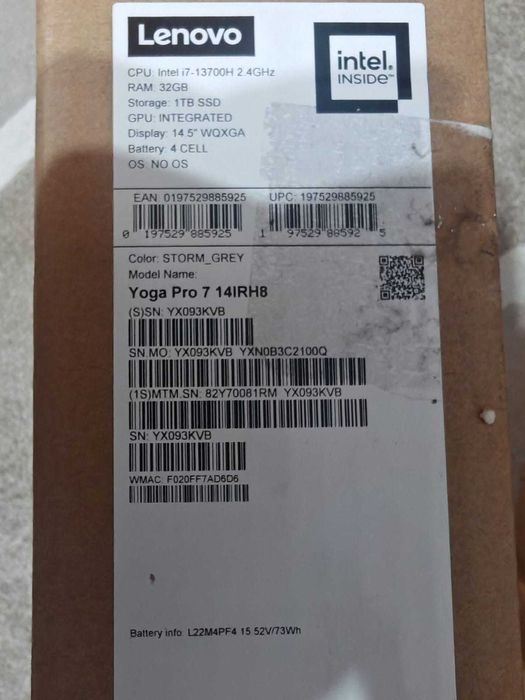 Lenovo
intel.
INSIDE™
CPU: Intel i7-13700H 2.4GHz
RAM: 32GB
Storage: 1TB SSD
GPU: INTEGRATED
Display: 14.5" WQXGA
Battery: 4 CELL
OS: NO OS
EAN 0197529885925 UPC: 197529885925
0 197529 885925 1 97529 88592 5
Color: STORM_GREY
Model Name:
Yoga Pro 7 14IRH8
(S)SN: YX093KVB
SN.MO: YX093KVB YXN0B3C2100Q
(1S)MTM.SN: 82Y70081RM YX093KVB
SN: YX093KVB
WMAC: F020FF7AD6D6
Battery info L22M4PF4 15.52V/73Wh